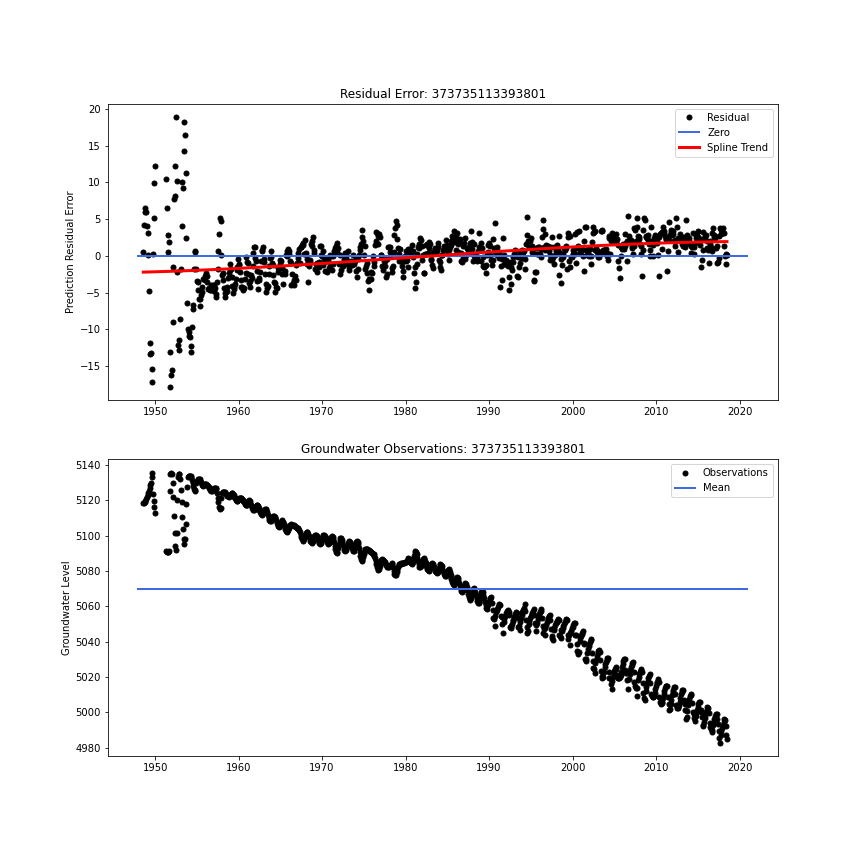 Residual Error: 373735113393801
Prediction Residual Error
20
15
10
5
0
−5
−10
−15
Residual
Zero
Spline Trend
1950 1960 1970 1980 1990 2000 2010 2020
Groundwater Observations: 373735113393801
Groundwater Level
5140
5120
5100
5080
5060
5040
5020
5000
4980
Observations
Mean
1950 1960 1970 1980 1990 2000 2010 2020